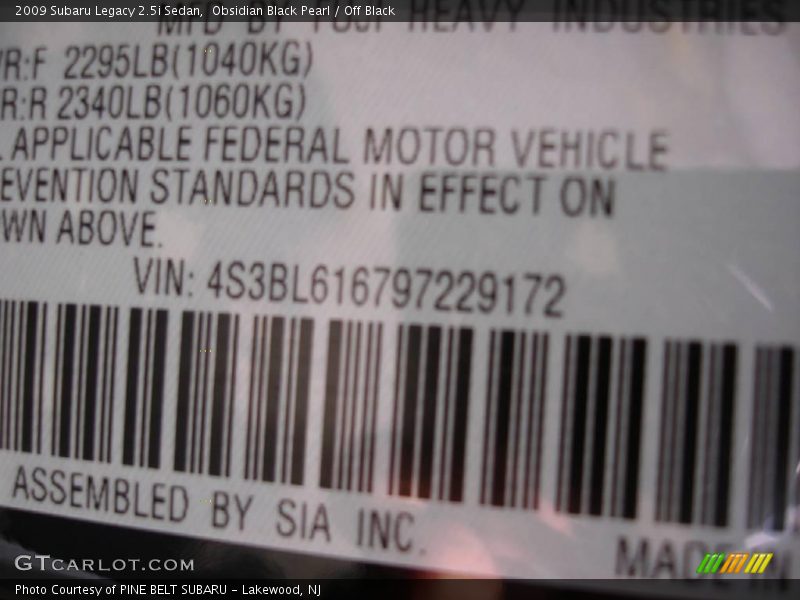 2009 Subaru Legacy 2.5i Sedan,  Obsidian Black Pearl / Off Black
MFD BY FUJI HEAVY INDUSTRIES
WR:F 2295LB(1040KG)
R:R 2340LB(1060KG)
L APPLICABLE FEDERAL MOTOR VEHICLE
EVENTION STANDARDS IN EFFECT ON
WN ABOVE.
VIN: 4S3BL616797229172
ASSEMBLED BY SIA INC.
MADE IN
GTCARLOT.COM
Photo Courtesy of PINE BELT SUBARU - Lakewood, NJ